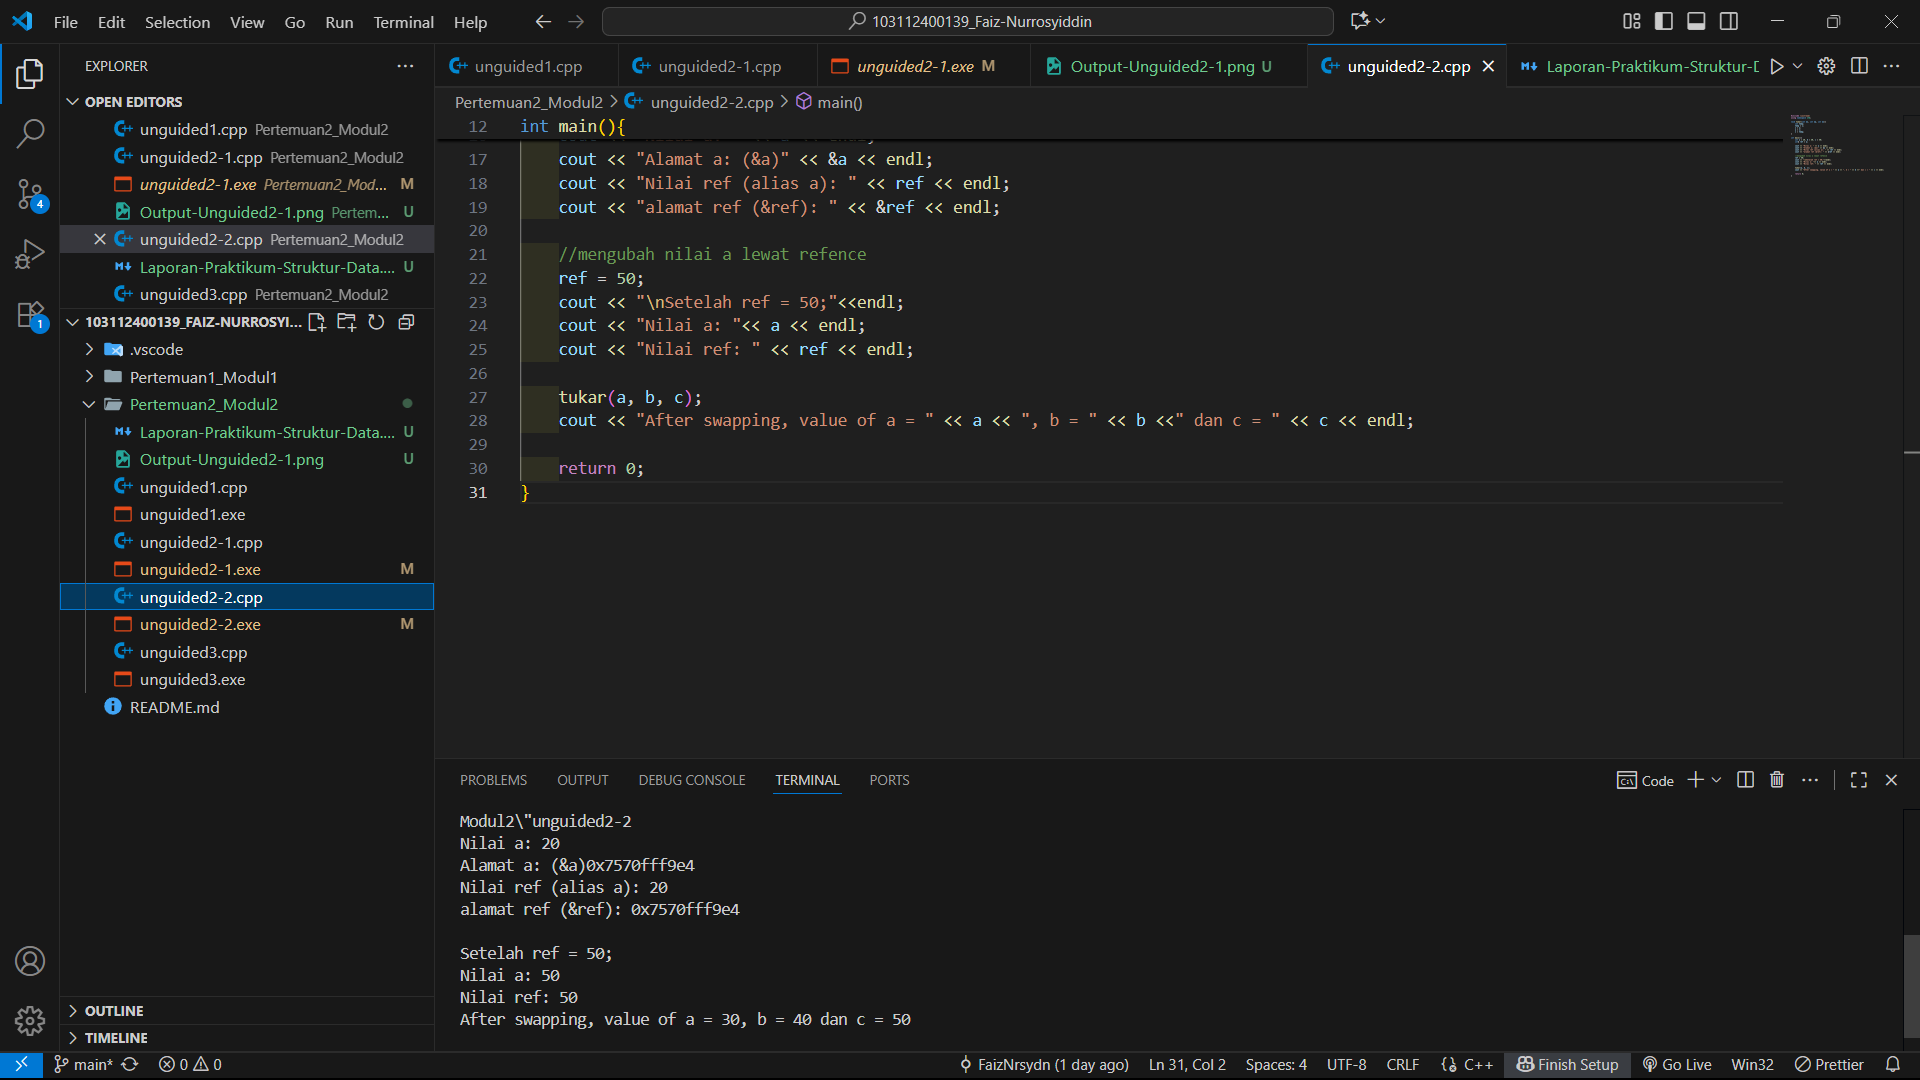 File Edit Selection View Go Run Terminal Help
103112400139_Faiz-Nurrosyiddin
EXPLORER
OPEN EDITORS
unguided1.cpp Pertemuan2_Modul2
unguided2-1.cpp Pertemuan2_Modul2
unguided2-1.exe Pertemuan2_Mod... M
Output-Unguided2-1.png Pertem... U
unguided2-2.cpp Pertemuan2_Modul2
Laporan-Praktikum-Struktur-Data.... U
unguided3.cpp Pertemuan2_Modul2
103112400139_FAIZ-NURROSYI...
.vscode
Pertemuan1_Modul1
Pertemuan2_Modul2
Laporan-Praktikum-Struktur-Data.... U
Output-Unguided2-1.png U
unguided1.cpp
unguided1.exe
unguided2-1.cpp
unguided2-1.exe M
unguided2-2.cpp
unguided2-2.exe M
unguided3.cpp
unguided3.exe
README.md
OUTLINE
TIMELINE
4
1
unguided1.cpp unguided2-1.cpp unguided2-1.exe M Output-Unguided2-1.png U unguided2-2.cpp Laporan-Praktikum-Struktur-D
Pertemuan2_Modul2 > unguided2-2.cpp > main()
12 int main(){
17 cout << "Alamat a: (&a)" << &a << endl;
18 cout << "Nilai ref (alias a): " << ref << endl;
19 cout << "alamat ref (&ref): " << &ref << endl;
20
21 //mengubah nilai a lewat refence
22 ref = 50;
23 cout << "\nSetelah ref = 50;"<<endl;
24 cout << "Nilai a: "<< a << endl;
25 cout << "Nilai ref: " << ref << endl;
26
27 tukar(a, b, c);
28 cout << "After swapping, value of a = " << a << ", b = " << b <<" dan c = " << c << endl;
29
30 return 0;
31 }
PROBLEMS OUTPUT DEBUG CONSOLE TERMINAL PORTS
Code
Modul2\"unguided2-2
Nilai a: 20
Alamat a: (&a)0x7570fff9e4
Nilai ref (alias a): 20
alamat ref (&ref): 0x7570fff9e4
Setelah ref = 50;
Nilai a: 50
Nilai ref: 50
After swapping, value of a = 30, b = 40 dan c = 50
main* 0 0 FaizNrsydn (1 day ago) Ln 31, Col 2 Spaces: 4 UTF-8 CRLF {} C++ Finish Setup Go Live Win32 Prettier